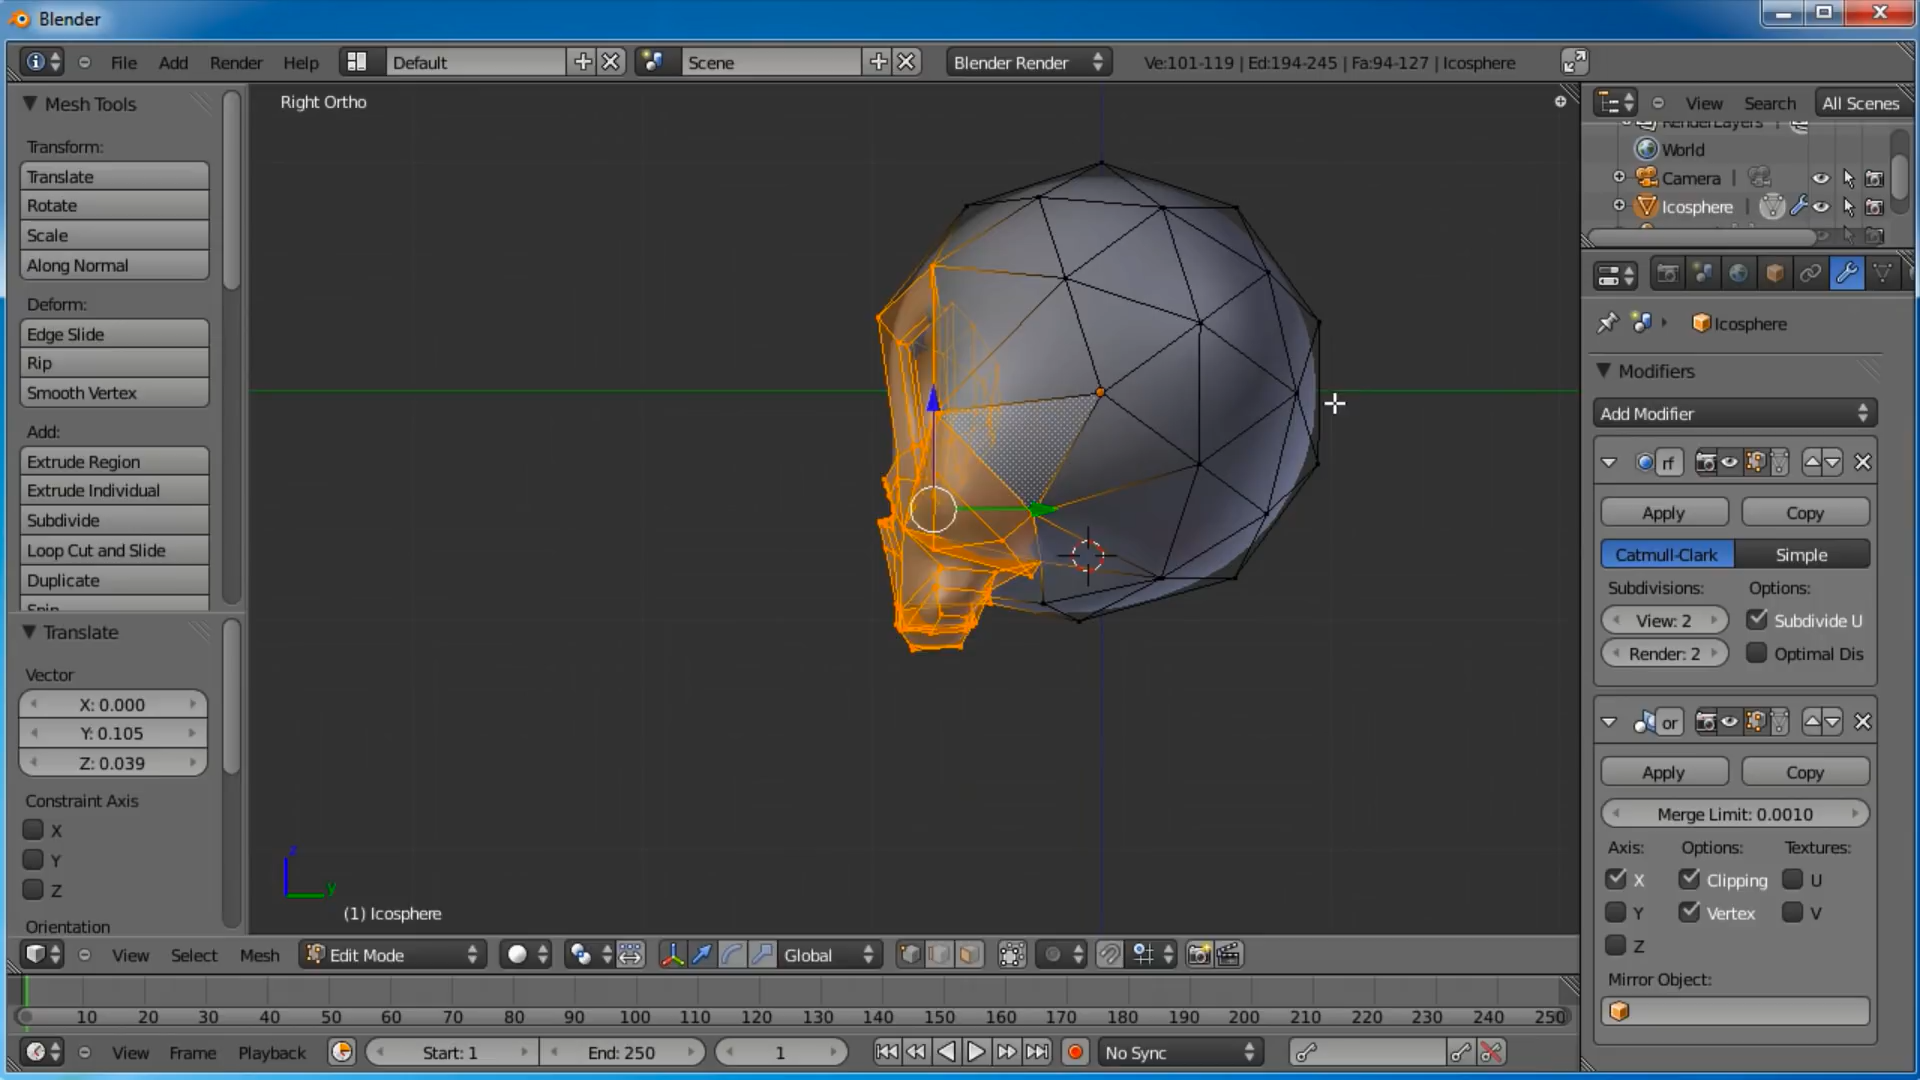 Blender
File Add Render Help Default Scene Blender Render Ve:101-119 | Ed:194-245 | Fa:94-127 | Icosphere
Mesh Tools
Transform:
Translate
Rotate
Scale
Along Normal
Deform:
Edge Slide
Rip
Smooth Vertex
Add:
Extrude Region
Extrude Individual
Subdivide
Loop Cut and Slide
Duplicate
Spin
Translate
Vector
X: 0.000
Y: 0.105
Z: 0.039
Constraint Axis
X
Y
Z
Orientation
Right Ortho
z
y
(1) Icosphere
View Select Mesh Edit Mode Global
10 20 30 40 50 60 70 80 90 100 110 120 130 140 150 160 170 180 190 200 210 220 230 240 250
View Frame Playback Start: 1 End: 250 1 No Sync
View Search All Scenes
RenderLayers |
World
Camera |
Icosphere |
Icosphere
Modifiers
Add Modifier
rf
Apply Copy
Catmull-Clark Simple
Subdivisions: Options:
View: 2 Subdivide U
Render: 2 Optimal Dis
or
Apply Copy
Merge Limit: 0.0010
Axis: Options: Textures:
X Clipping U
Y Vertex V
Z
Mirror Object: